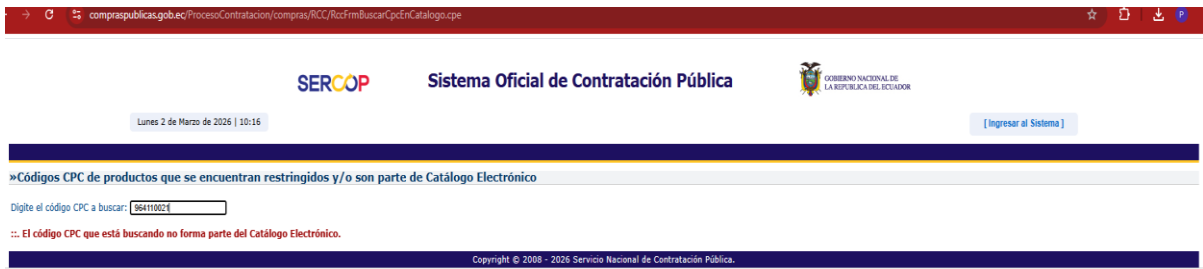 compraspublicas.gob.ec/ProcesoContratacion/compras/RCC/RccFrmBuscarCpcEnCatalogo.cpe
P
SERCOP
Sistema Oficial de Contratación Pública
GOBIERNO NACIONAL DE
LA REPUBLICA DEL ECUADOR
Lunes 2 de Marzo de 2026 | 10:16
[ Ingresar al Sistema ]
»Códigos CPC de productos que se encuentran restringidos y/o son parte de Catálogo Electrónico
Digite el código CPC a buscar: 964110021
::. El código CPC que está buscando no forma parte del Catálogo Electrónico.
Copyright © 2008 - 2026 Servicio Nacional de Contratación Pública.